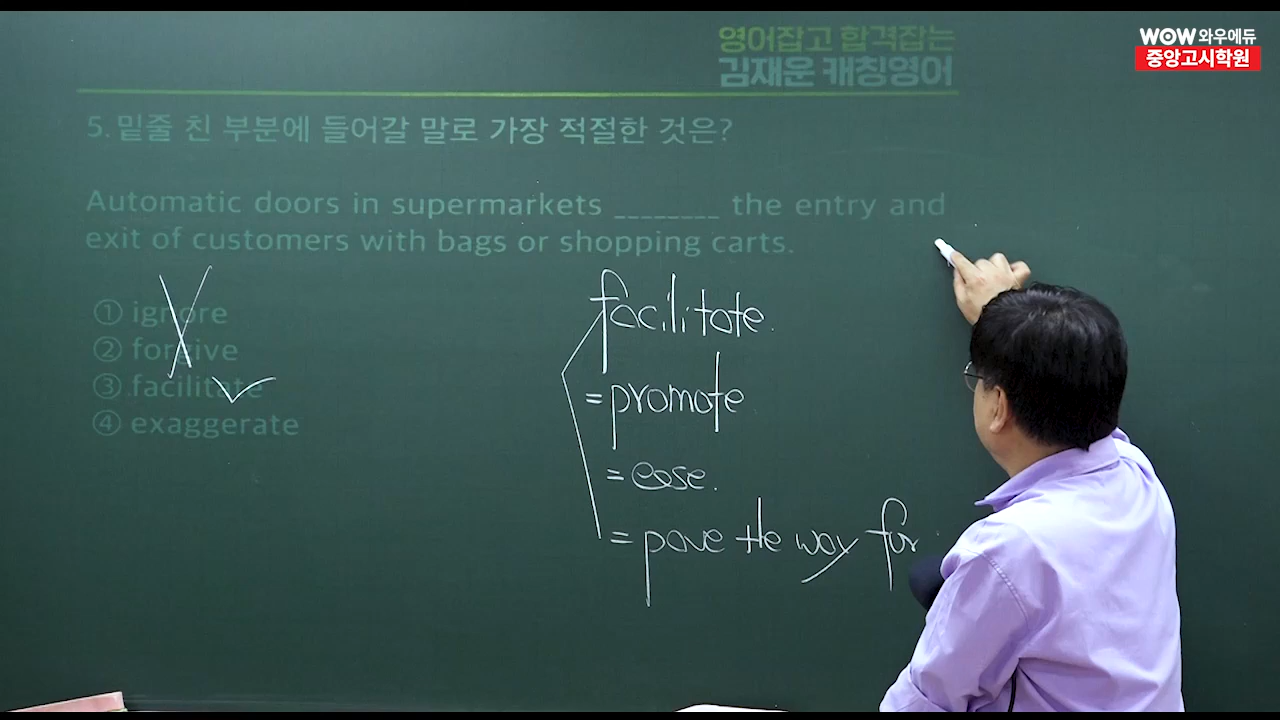 영어잡고 합격잡는
김재운 캐칭영어
WOW 와우에듀
중앙고시학원
5. 밑줄 친 부분에 들어갈 말로 가장 적절한 것은?
Automatic doors in supermarkets ________ the entry and
exit of customers with bags or shopping carts.
① ignore
② forgive
③ facilitate
④ exaggerate
facilitate.
= promote
= ease.
= pave the way for